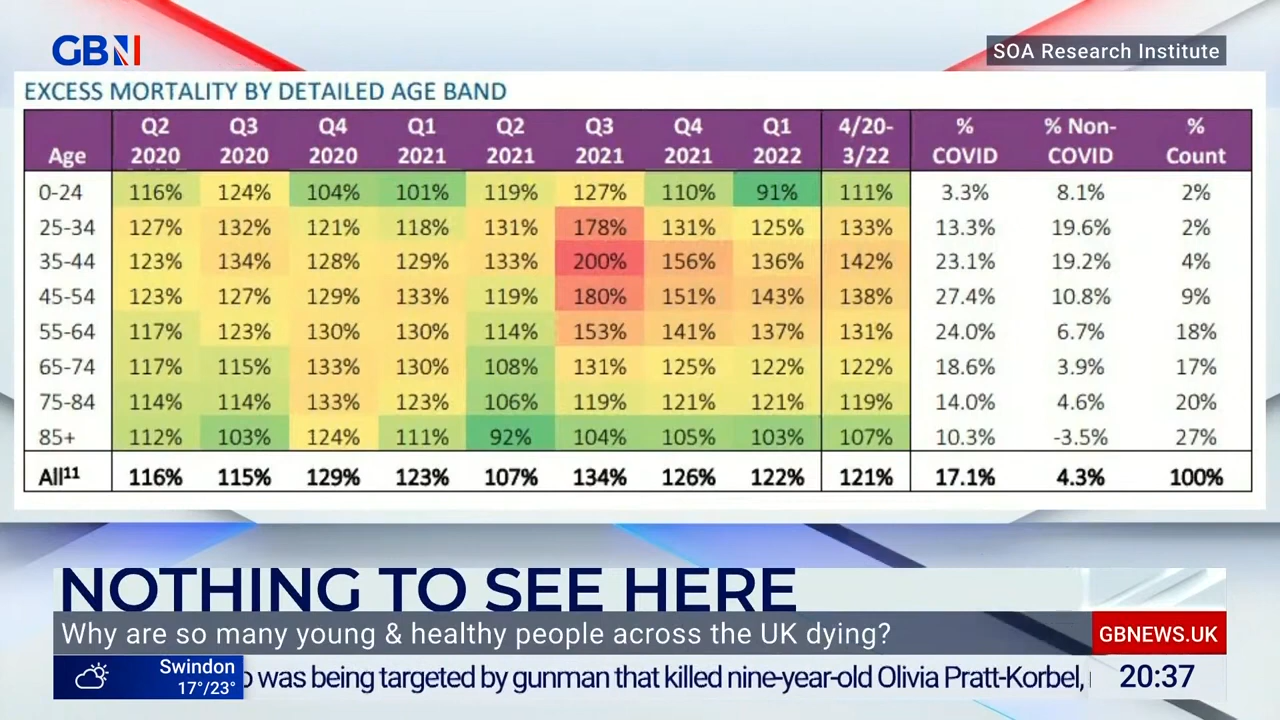 GBN
SOA Research Institute
EXCESS MORTALITY BY DETAILED AGE BAND
Age Q2 2020 Q3 2020 Q4 2020 Q1 2021 Q2 2021 Q3 2021 Q4 2021 Q1 2022 4/20-3/22 % COVID % Non-COVID % Count
0-24 116% 124% 104% 101% 119% 127% 110% 91% 111% 3.3% 8.1% 2%
25-34 127% 132% 121% 118% 131% 178% 131% 125% 133% 13.3% 19.6% 2%
35-44 123% 134% 128% 129% 133% 200% 156% 136% 142% 23.1% 19.2% 4%
45-54 123% 127% 129% 133% 119% 180% 151% 143% 138% 27.4% 10.8% 9%
55-64 117% 123% 130% 130% 114% 153% 141% 137% 131% 24.0% 6.7% 18%
65-74 117% 115% 133% 130% 108% 131% 125% 122% 122% 18.6% 3.9% 17%
75-84 114% 114% 133% 123% 106% 119% 121% 121% 119% 14.0% 4.6% 20%
85+ 112% 103% 124% 111% 92% 104% 105% 103% 107% 10.3% -3.5% 27%
All¹¹ 116% 115% 129% 123% 107% 134% 126% 122% 121% 17.1% 4.3% 100%
NOTHING TO SEE HERE
Why are so many young & healthy people across the UK dying?
GBNEWS.UK
Swindon
17°/23°
was being targeted by gunman that killed nine-year-old Olivia Pratt-Korbel,
20:37